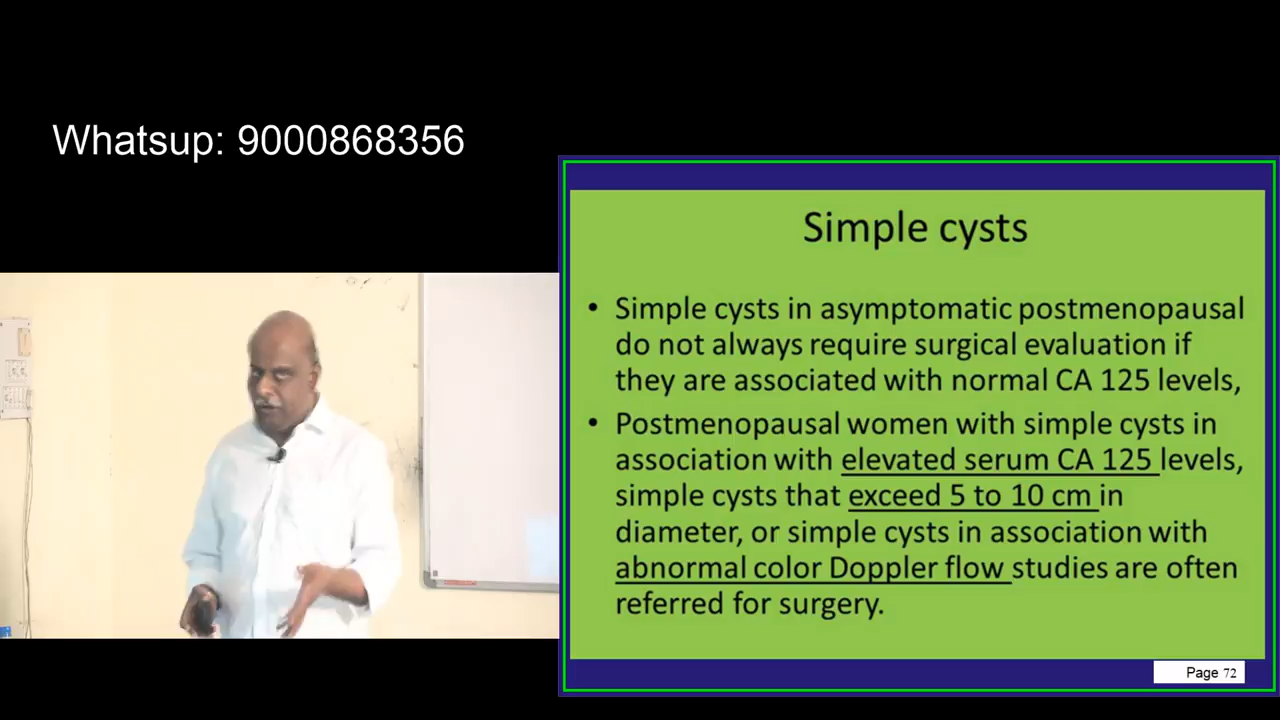 Whatsup: 9000868356
Simple cysts
• Simple cysts in asymptomatic postmenopausal
do not always require surgical evaluation if
they are associated with normal CA 125 levels,
• Postmenopausal women with simple cysts in
association with elevated serum CA 125 levels,
simple cysts that exceed 5 to 10 cm in
diameter, or simple cysts in association with
abnormal color Doppler flow studies are often
referred for surgery.
Page 72